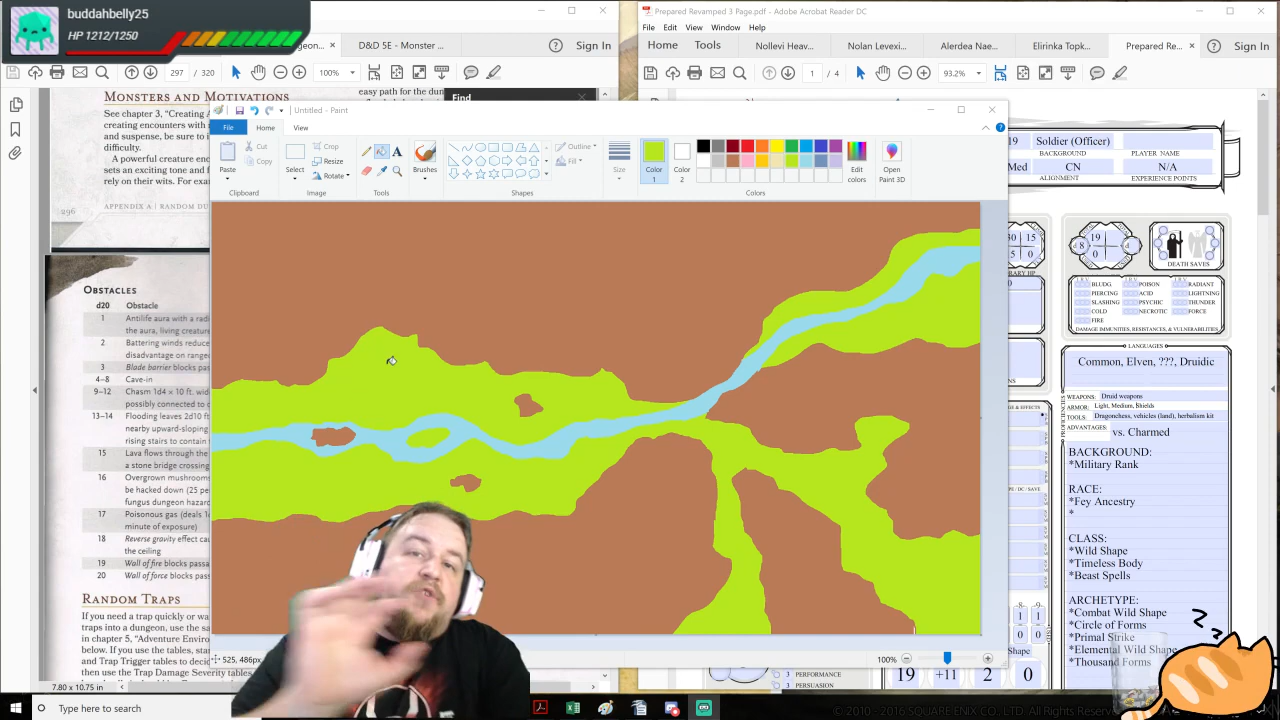 buddahbelly25
HP 1212/1250
ngeon...
D&D 5E - Monster ...
Sign In
297 / 320
100%
Find
MONSTERS AND MOTIVATIONS
See chapter 3, "Creating A
creating encounters with r
and suspense, be sure to i
difficulty.
A powerful creature end
sets an exciting tone and f
rely on their wits. For exar
easy path for the dun
296
APPENDIX A | RANDOM DU
OBSTACLES
d20 Obstacle
1 Antilife aura with a radi
the aura, living creature
2 Battering winds reduce
disadvantage on range
3 Blade barrier blocks pas
4–8 Cave-in
9–12 Chasm 1d4 × 10 ft. wid
possibly connected to c
13–14 Flooding leaves 2d10 f
nearby upward-sloping
rising stairs to contain
15 Lava flows through the
a stone bridge crossing
16 Overgrown mushrooms
be hacked down (25 pe
fungus dungeon hazard
17 Poisonous gas (deals 1
minute of exposure)
18 Reverse gravity effect cau
the ceiling
19 Wall of fire blocks passa
20 Wall of force blocks pas
RANDOM TRAPS
If you need a trap quickly or wa
traps into a dungeon, use the sa
in chapter 5, "Adventure Enviro
below. If you use the tables, star
and Trap Trigger tables to decid
then use the Trap Damage Severity table
7.80 x 10.75 in
Untitled - Paint
File
Home
View
Paste
Cut
Copy
Clipboard
Select
Crop
Resize
Rotate
Image
Tools
Brushes
Shapes
Outline
Fill
Size
Color
1
Color
2
Colors
Edit
colors
Open
Paint 3D
525, 486px
100%
Prepared Revamped 3 Page.pdf - Adobe Acrobat Reader DC
File Edit View Window Help
Home
Tools
Nollevi Heav...
Nolan Levexi...
Alerdea Nae...
Elirinka Topk...
Prepared Re...
Sign In
1 / 4
93.2%
19 Soldier (Officer)
BACKGROUND
PLAYER NAME
Med CN N/A
ALIGNMENT
EXPERIENCE POINTS
DEATH SAVES
BLUDG POISON RADIANT
PIERCING ACID LIGHTNING
SLASHING PSYCHIC THUNDER
COLD NECROTIC FORCE
FIRE
DAMAGE IMMUNITIES, RESISTANCES, & VULNERABILITIES
LANGUAGES
Common, Elven, ???, Druidic
PROFICIENCIES
WEAPONS: Druid weapons
ARMOR: Light, Medium, Shields
TOOLS: Dragonchess, vehicles (land), herbalism kit
ADVANTAGES:
vs. Charmed
BACKGROUND:
*Military Rank
RACE:
*Fey Ancestry
*
CLASS:
*Wild Shape
*Timeless Body
*Beast Spells
ARCHETYPE:
*Combat Wild Shape
*Circle of Forms
*Primal Strike
*Elemental Wild Shape
*Thousand Forms
3 PERFORMANCE
3 PERSUASION
19 +11 2 0
Z z ?
Type here to search
© 2010 - 2016 SQUARE ENIX CO., LTD.